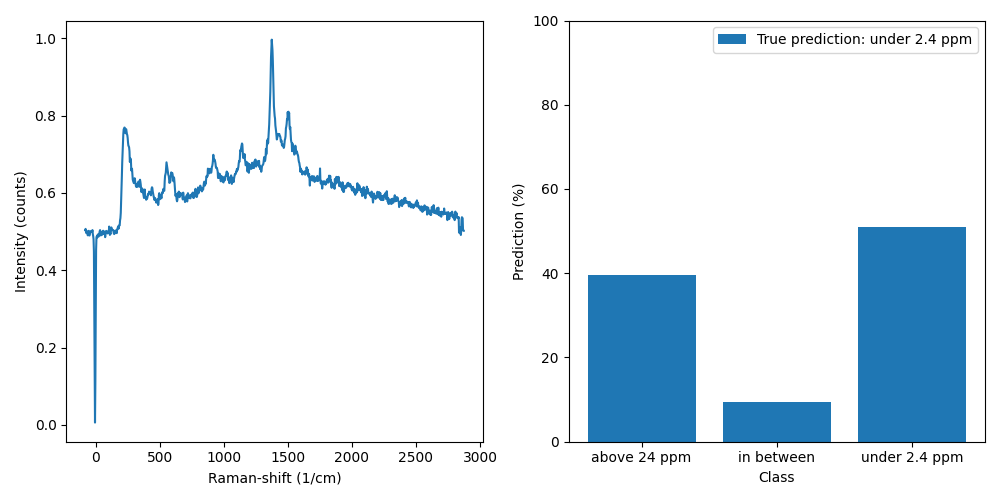 1.0
0.8
0.6
0.4
0.2
0.0
Intensity (counts)
0
500
1000
1500
2000
2500
3000
Raman-shift (1/cm)
100
80
60
40
20
0
Prediction (%)
True prediction: under 2.4 ppm
above 24 ppm
in between
under 2.4 ppm
Class